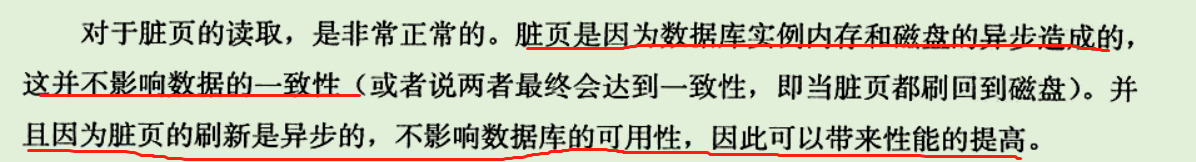 对于脏页的读取，是非常正常的。脏页是因为数据库实例内存和磁盘的异步造成的，
这并不影响数据的一致性（或者说两者最终会达到一致性，即当脏页都刷回到磁盘）。并
且因为脏页的刷新是异步的，不影响数据库的可用性，因此可以带来性能的提高。